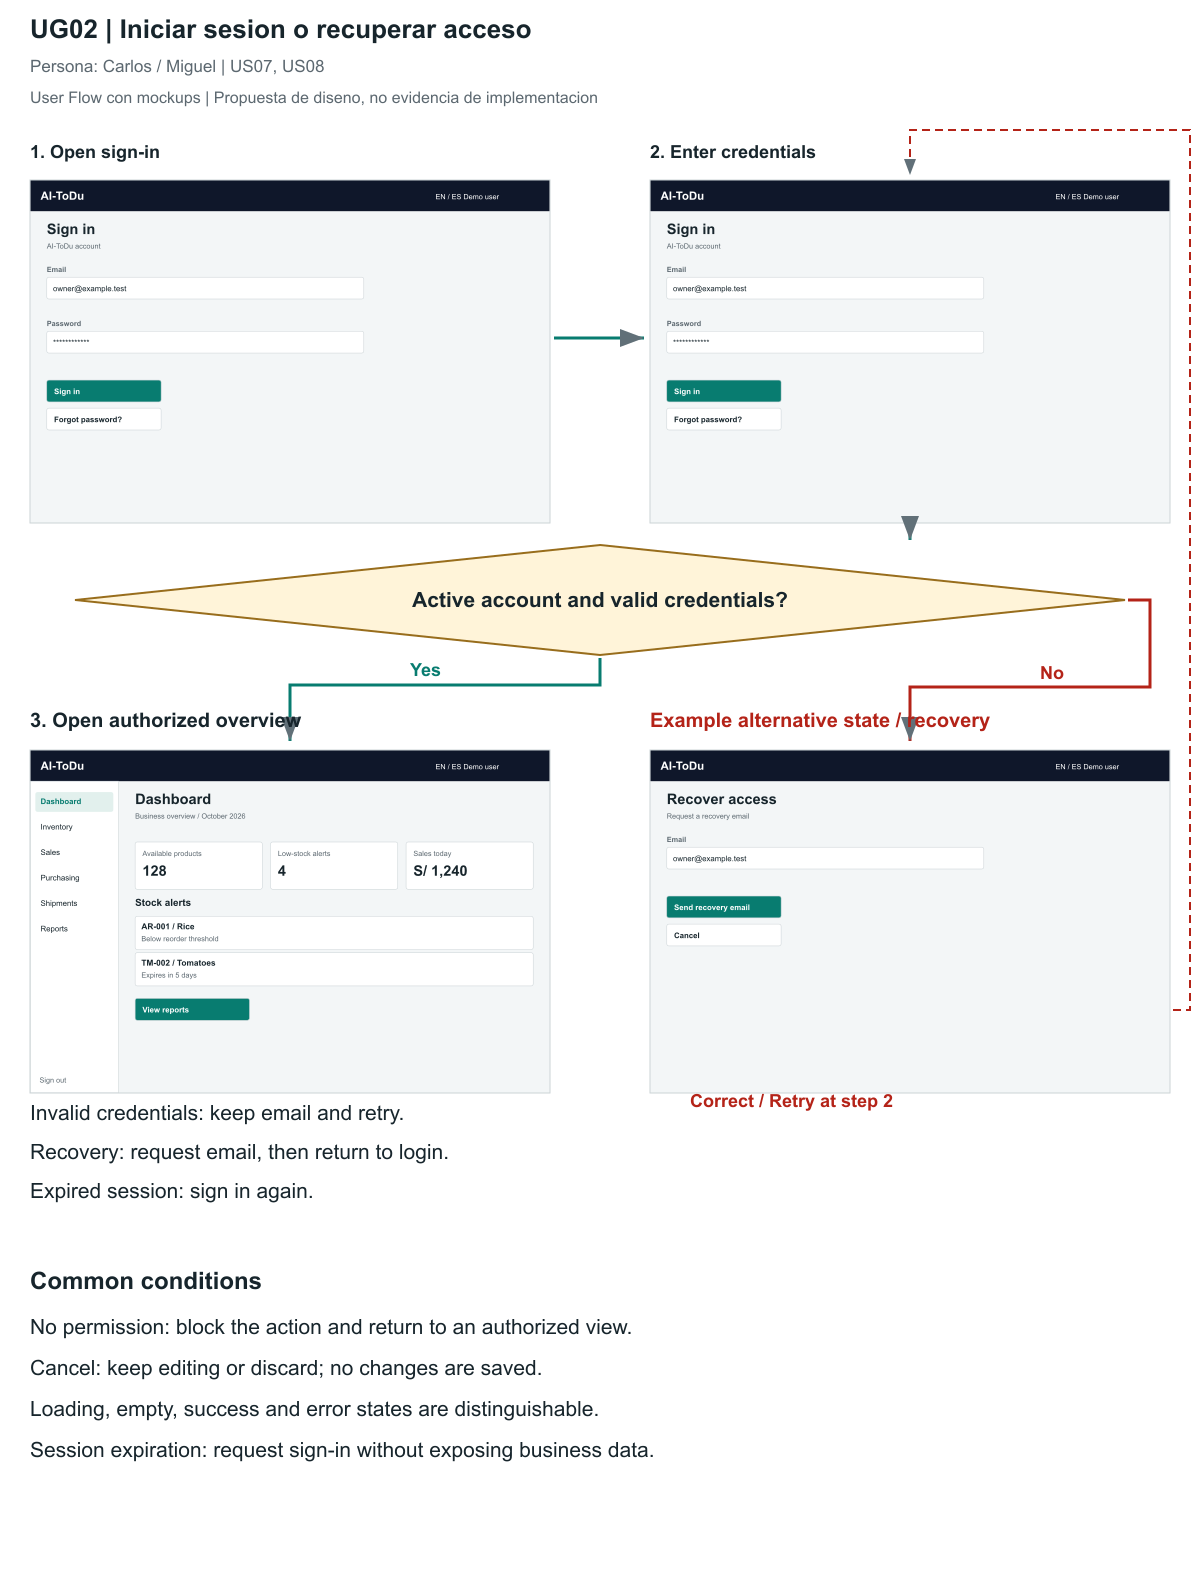 UG02 | Iniciar sesion o recuperar acceso
Persona: Carlos / Miguel | US07, US08
User Flow con mockups | Propuesta de diseno, no evidencia de implementacion
1. Open sign-in
AI-ToDu
EN / ES Demo user
Sign in
AI-ToDu account
Email
owner@example.test
Password
************
Sign in
Forgot password?
2. Enter credentials
AI-ToDu
EN / ES Demo user
Sign in
AI-ToDu account
Email
owner@example.test
Password
************
Sign in
Forgot password?
Active account and valid credentials?
Yes
No
3. Open authorized overview
AI-ToDu
EN / ES Demo user
Dashboard
Inventory
Sales
Purchasing
Shipments
Reports
Sign out
Dashboard
Business overview / October 2026
Available products
128
Low-stock alerts
4
Sales today
S/ 1,240
Stock alerts
AR-001 / Rice
Below reorder threshold
TM-002 / Tomatoes
Expires in 5 days
View reports
Example alternative state / recovery
AI-ToDu
EN / ES Demo user
Recover access
Request a recovery email
Email
owner@example.test
Send recovery email
Cancel
Correct / Retry at step 2
Invalid credentials: keep email and retry.
Recovery: request email, then return to login.
Expired session: sign in again.
Common conditions
No permission: block the action and return to an authorized view.
Cancel: keep editing or discard; no changes are saved.
Loading, empty, success and error states are distinguishable.
Session expiration: request sign-in without exposing business data.